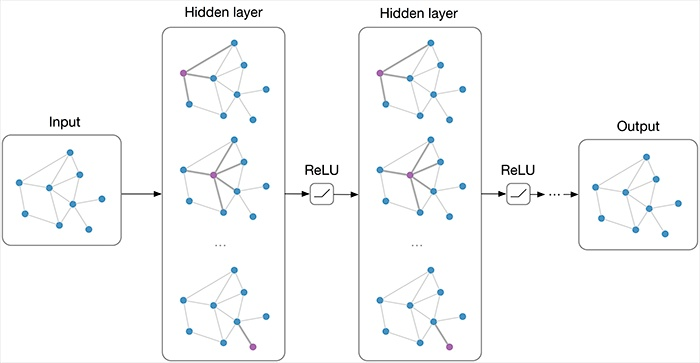 Hidden layer
Hidden layer
Input
ReLU
ReLU
Output
...
...
...